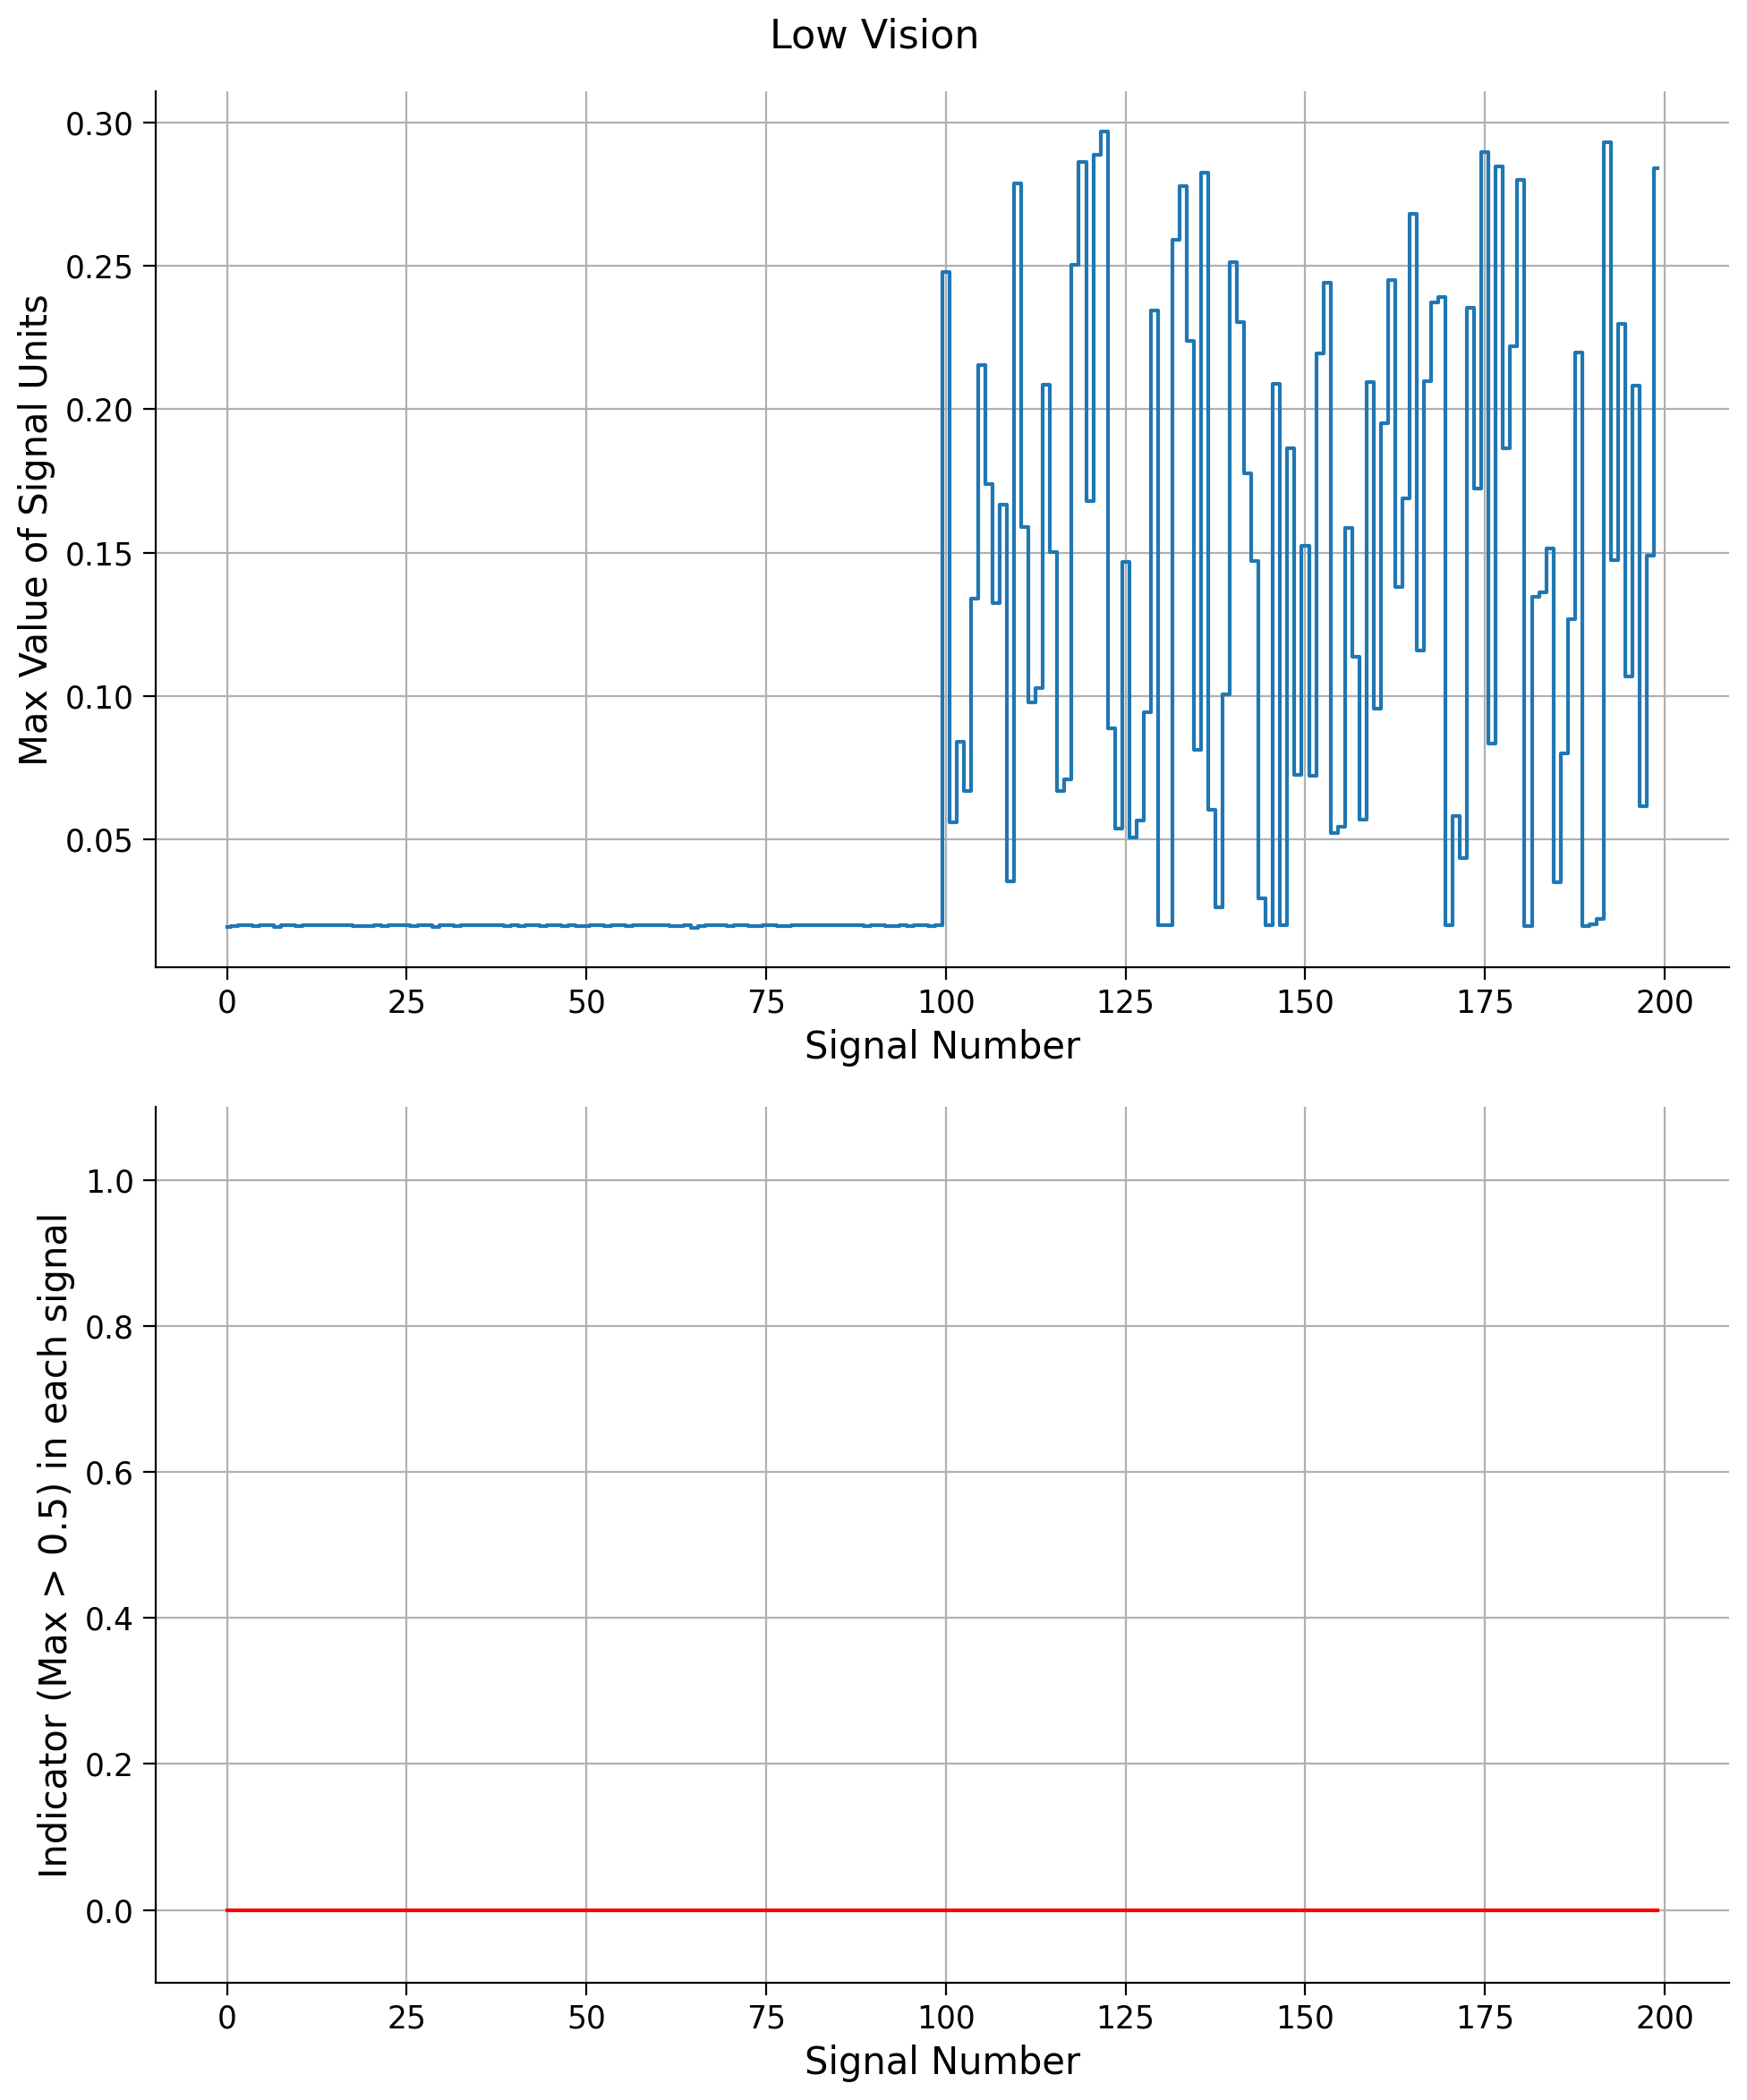 Low Vision
Max Value of Signal Units
0.30
0.25
0.20
0.15
0.10
0.05
0 25 50 75 100 125 150 175 200
Signal Number
Indicator (Max > 0.5) in each signal
1.0
0.8
0.6
0.4
0.2
0.0
0 25 50 75 100 125 150 175 200
Signal Number